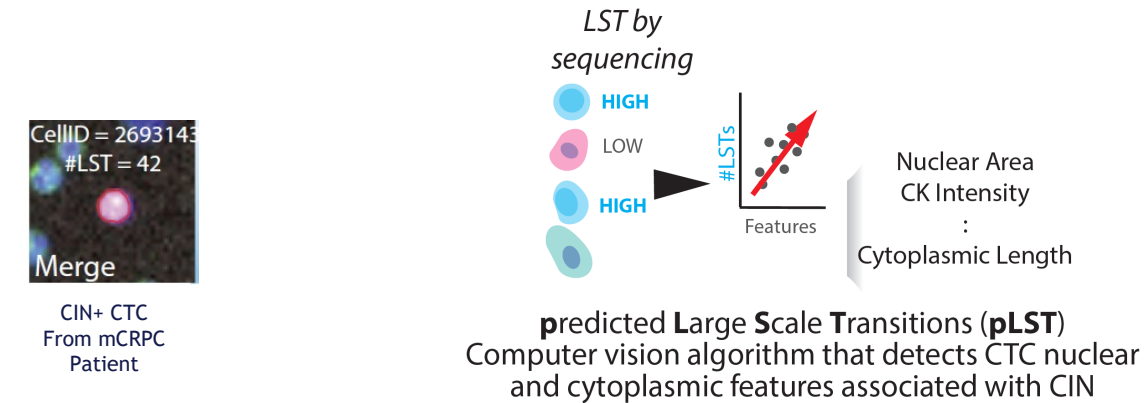 CellID = 2693143
#LST = 42
Merge
CIN+ CTC
From mCRPC
Patient
LST by
sequencing
HIGH
LOW
HIGH
#LSTs
Features
Nuclear Area
CK Intensity
:
Cytoplasmic Length
predicted Large Scale Transitions (pLST)
Computer vision algorithm that detects CTC nuclear
and cytoplasmic features associated with CIN